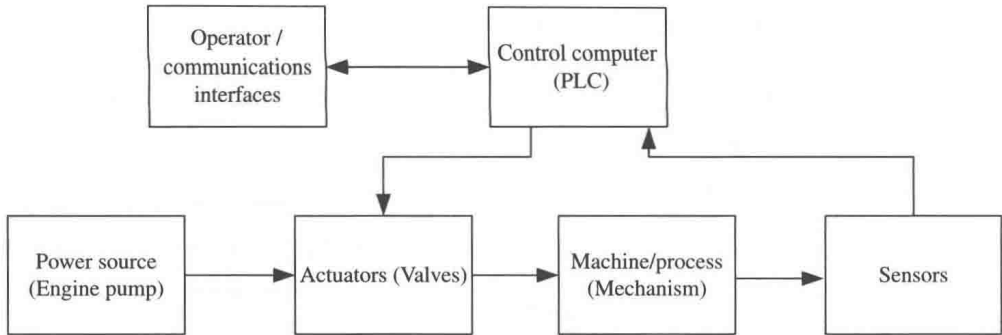 Operator /
communications
interfaces
Control computer
(PLC)
Power source
(Engine pump)
Actuators (Valves)
Machine/process
(Mechanism)
Sensors